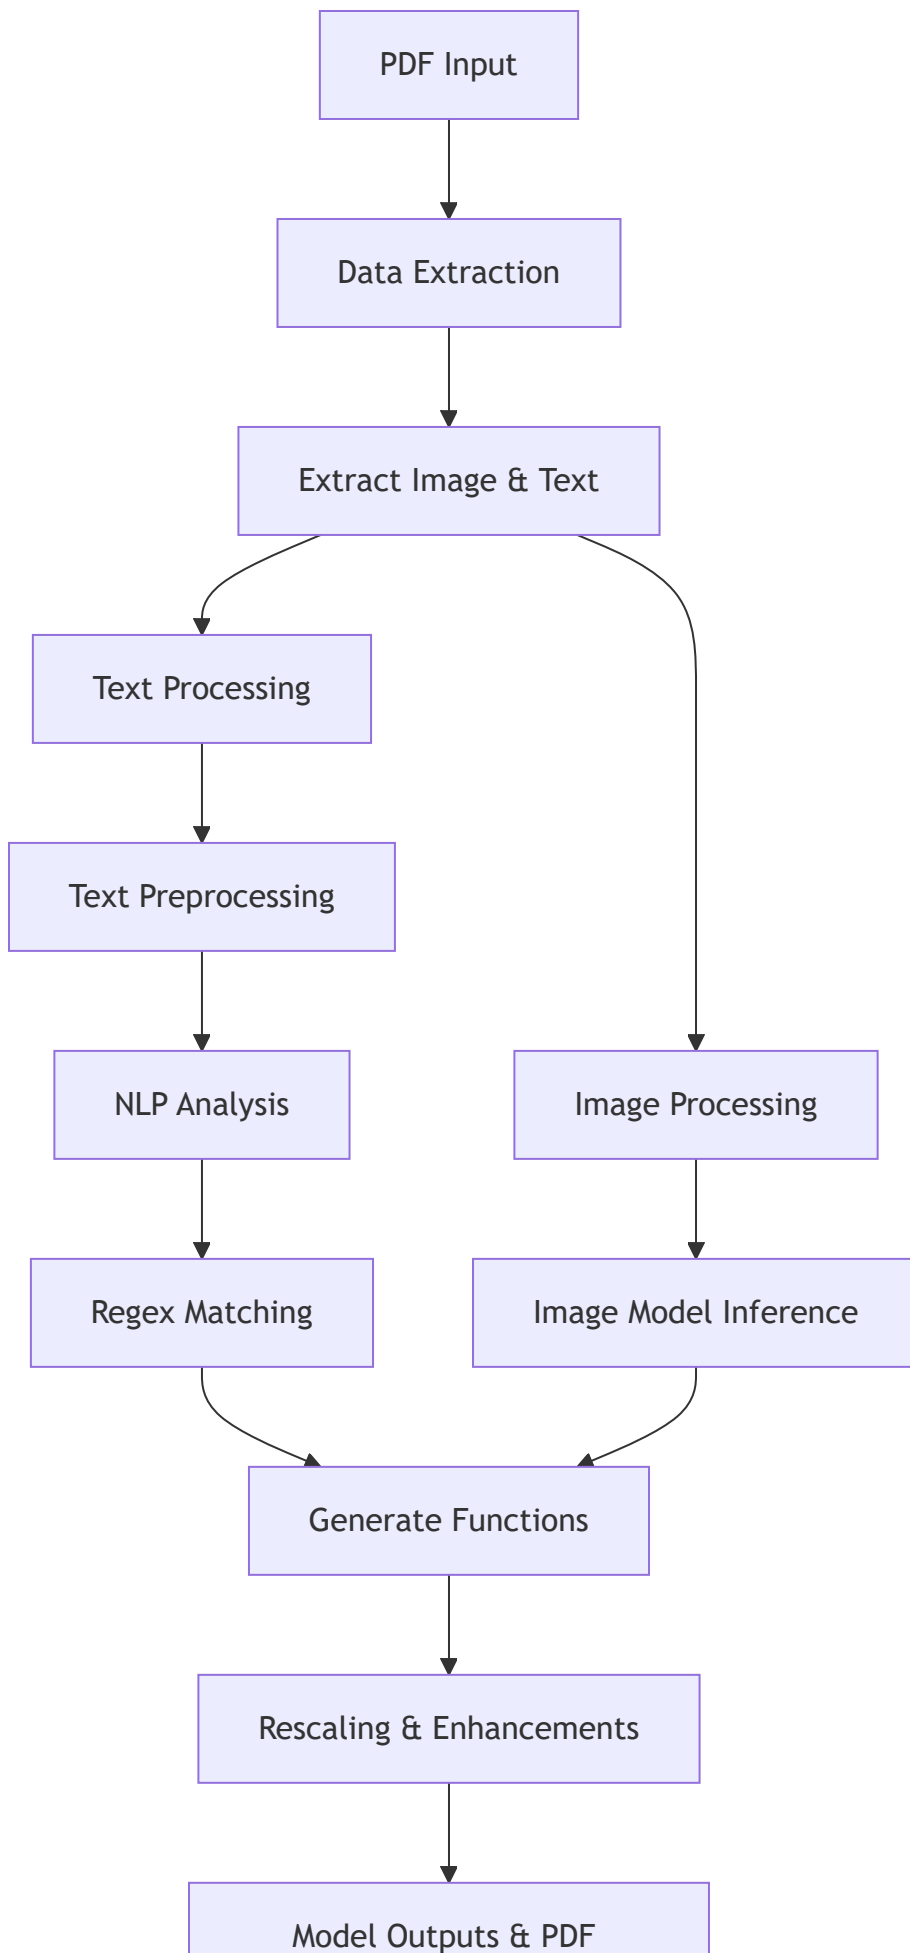 PDF Input
Data Extraction
Extract Image & Text
Text Processing
Text Preprocessing
NLP Analysis
Image Processing
Regex Matching
Image Model Inference
Generate Functions
Rescaling & Enhancements
Model Outputs & PDF